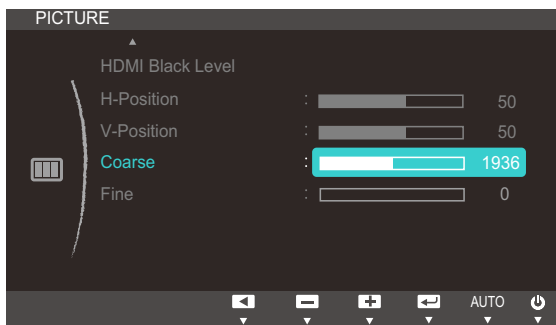 PICTURE
HDMI Black Level
H-Position : 50
V-Position : 50
Coarse : 1936
Fine : 0
AUTO